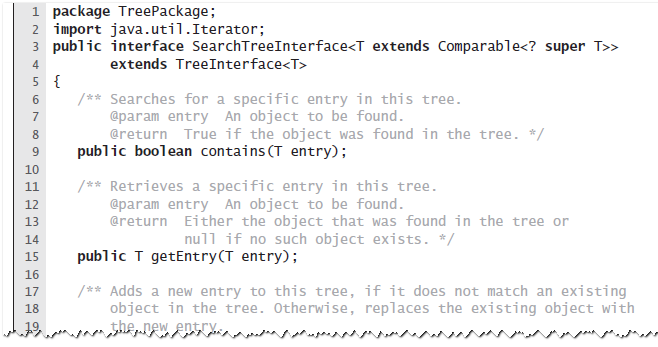 1 package TreePackage;
2 import java.util.Iterator;
3 public interface SearchTreeInterface<T extends Comparable<? super T>>
4 extends TreeInterface<T>
5 {
6 /** Searches for a specific entry in this tree.
7 @param entry An object to be found.
8 @return True if the object was found in the tree. */
9 public boolean contains(T entry);
10
11 /** Retrieves a specific entry in this tree.
12 @param entry An object to be found.
13 @return Either the object that was found in the tree or
14 null if no such object exists. */
15 public T getEntry(T entry);
16
17 /** Adds a new entry to this tree, if it does not match an existing
18 object in the tree. Otherwise, replaces the existing object with
19 the new entry.